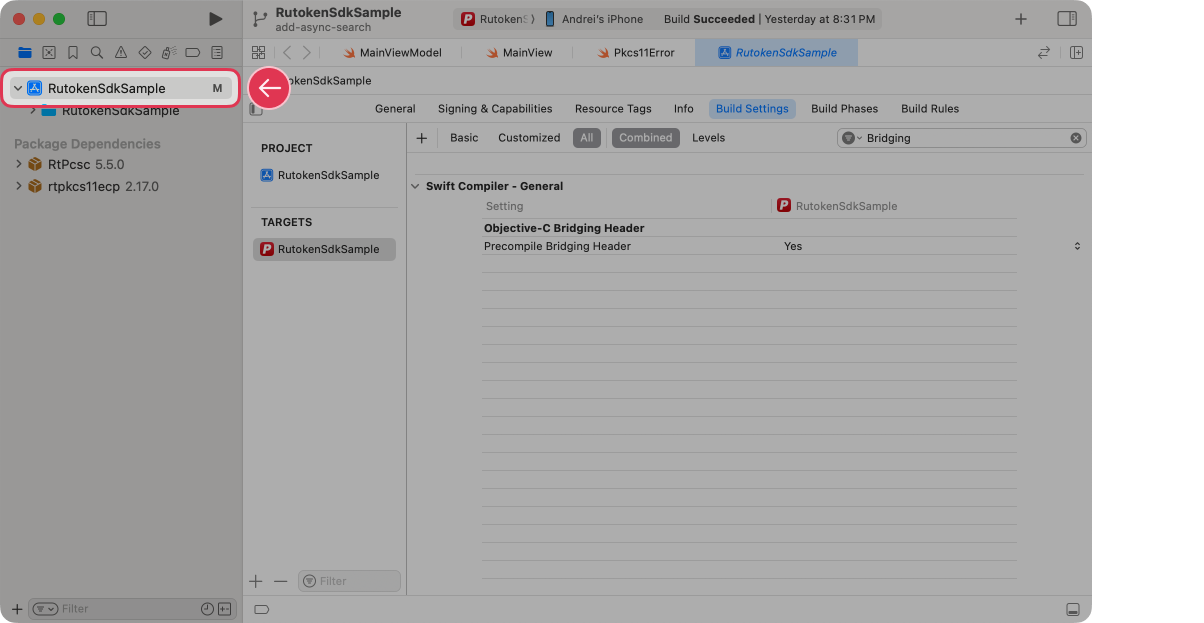 RutokenSdkSample
add-async-search
Andrei's iPhone
Build Succeeded | Yesterday at 8:31 PM
MainViewModel
MainView
Pkcs11Error
RutokenSdkSample
RutokenSdkSample
M
RutokenSdkSample
General
Signing & Capabilities
Resource Tags
Info
Build Settings
Build Phases
Build Rules
Package Dependencies
RtPcsc 5.5.0
rtpkcs11ecp 2.17.0
PROJECT
RutokenSdkSample
TARGETS
RutokenSdkSample
Basic
Customized
All
Combined
Levels
Bridging
Swift Compiler - General
Setting
RutokenSdkSample
Objective-C Bridging Header
Precompile Bridging Header
Yes
Filter
Filter